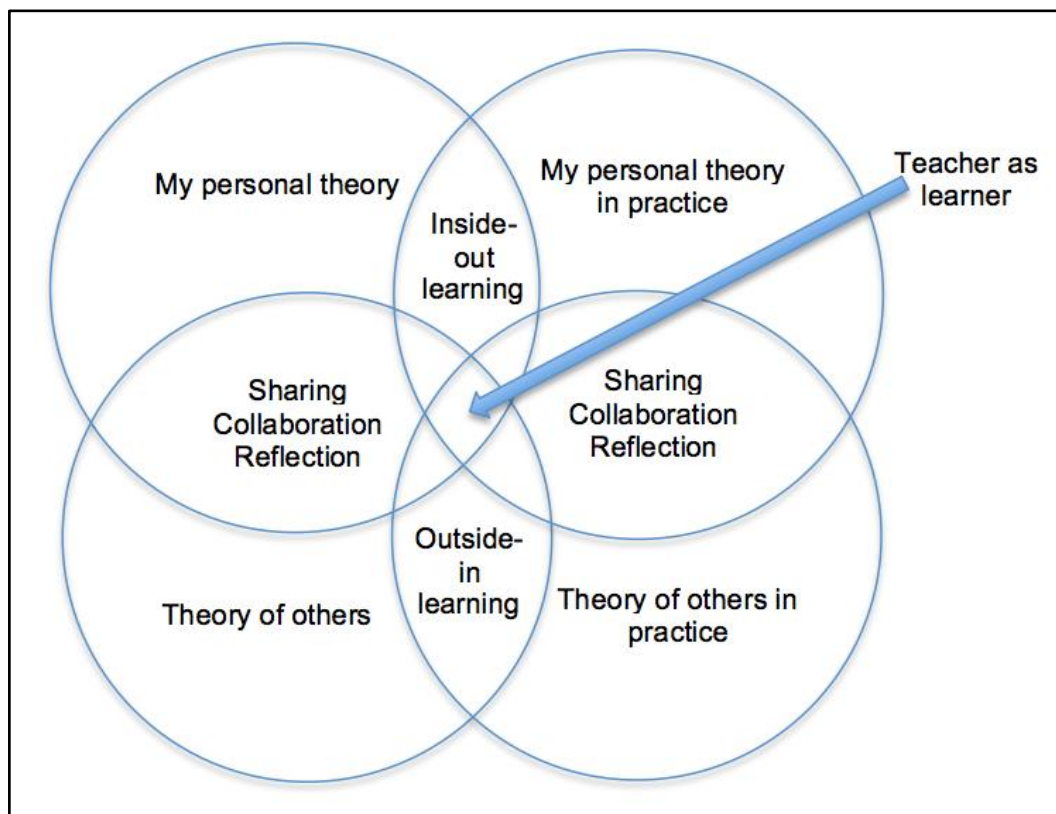 My personal theory
My personal theory
in practice
Teacher as
learner
Inside-
out
learning
Sharing
Collaboration
Reflection
Sharing
Collaboration
Reflection
Outside-
in
learning
Theory of others
Theory of others in
practice